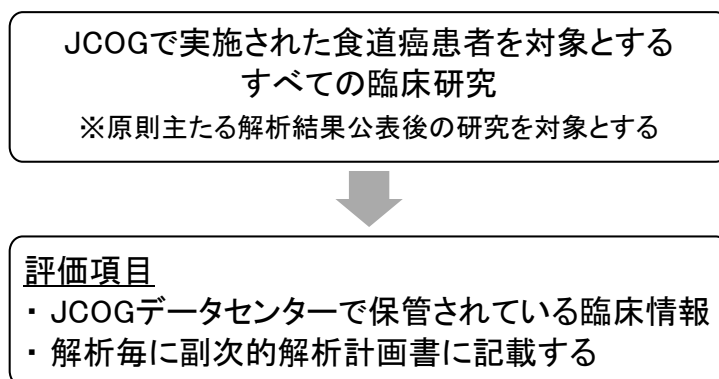 JCOGで実施された食道癌患者を対象とする
すべての臨床研究
※原則主たる解析結果公表後の研究を対象とする
評価項目
・ JCOGデータセンターで保管されている臨床情報
・ 解析毎に副次的解析計画書に記載する